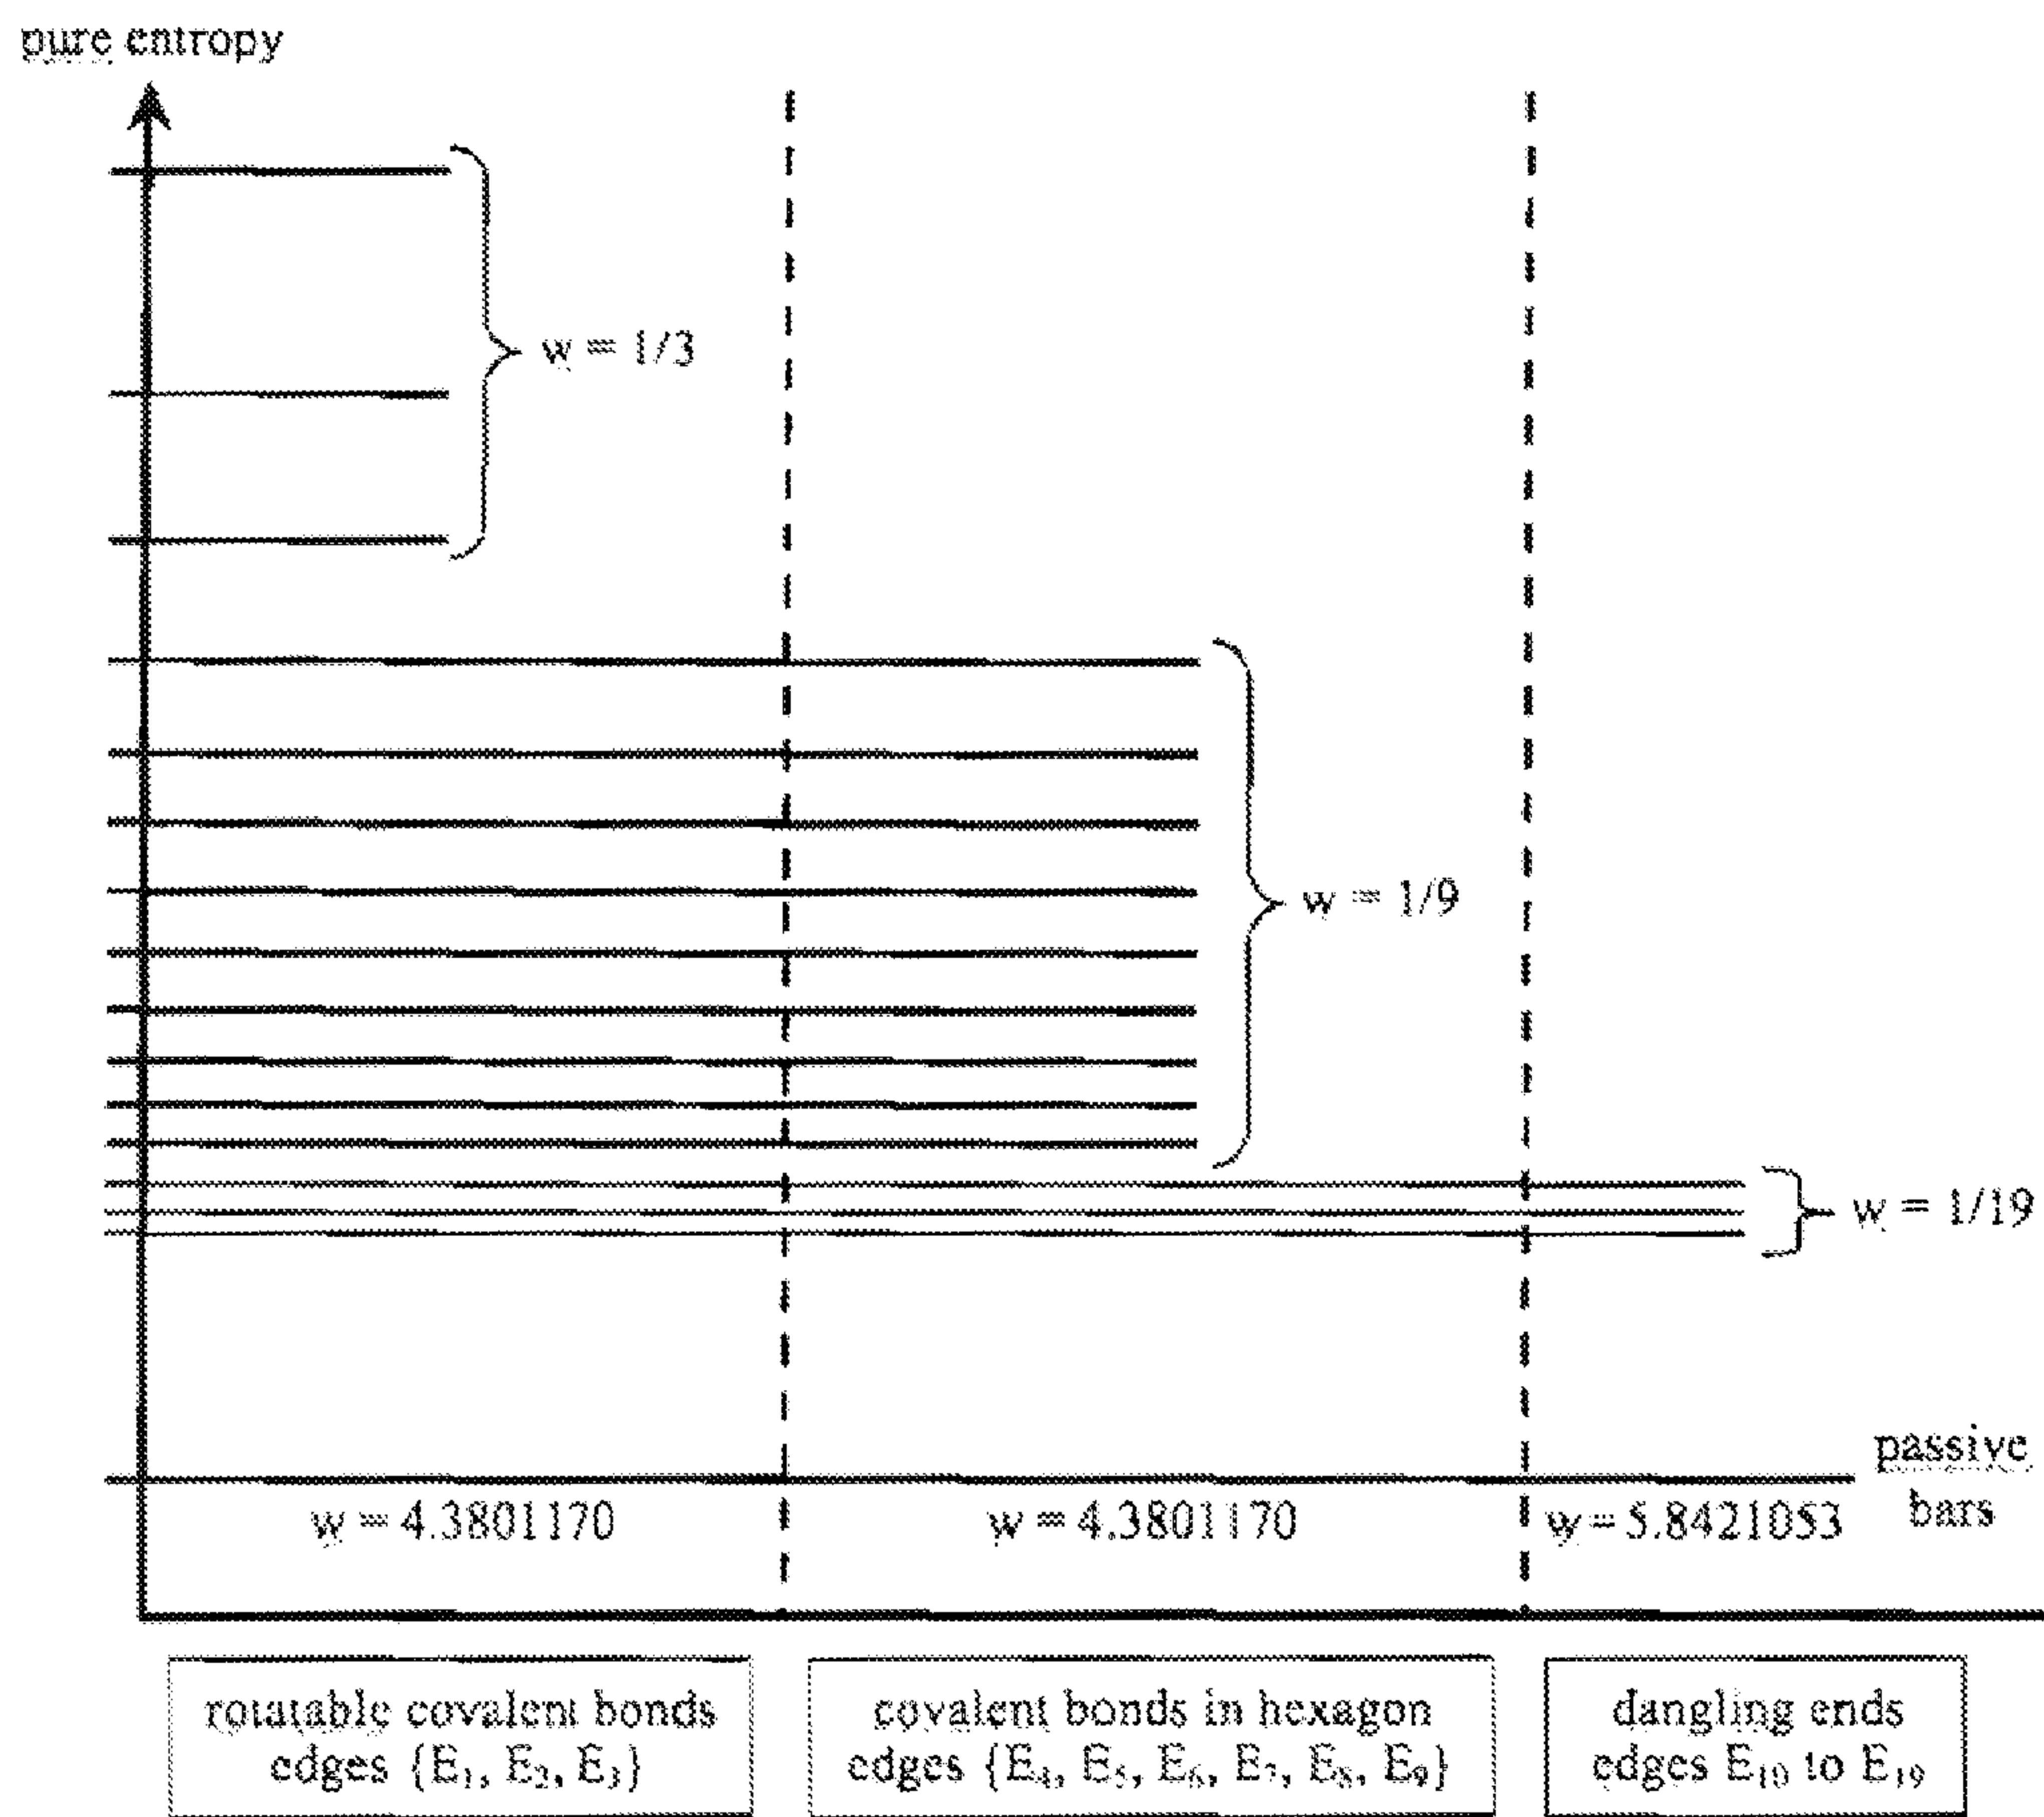 pure entropy
w = 1/3
w = 1/9
w = 1/19
passive
bars
w = 4.3801170
w = 4.3801170
w = 5.8421053
rotatable covalent bonds
edges {E₁, E₂, E₃}
covalent bonds in hexagon
edges {E₄, E₅, E₆, E₇, E₈, E₉}
dangling ends
edges E₁₀ to E₁₉